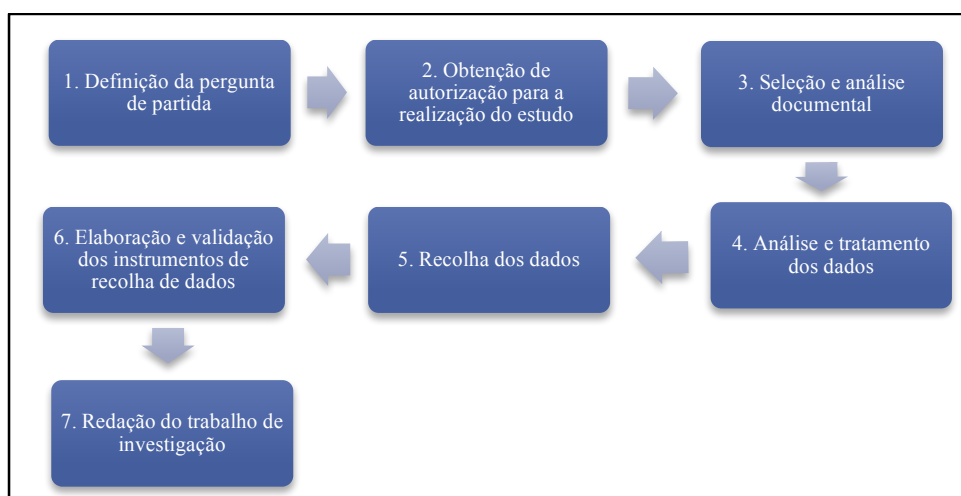 1. Definição da pergunta
de partida
2. Obtenção de
autorização para a
realização do estudo
3. Seleção e análise
documental
4. Análise e tratamento
dos dados
5. Recolha dos dados
6. Elaboração e validação
dos instrumentos de
recolha de dados
7. Redação do trabalho de
investigação